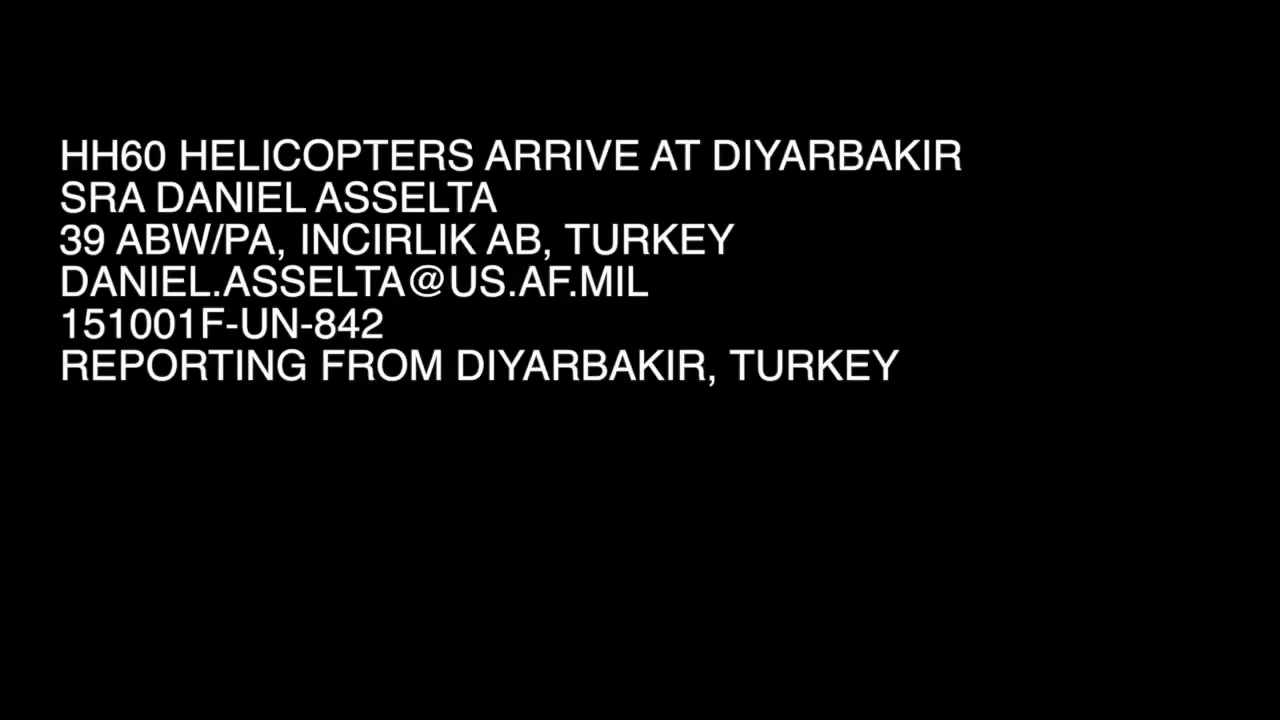 HH60 HELICOPTERS ARRIVE AT DIYARBAKIR
SRA DANIEL ASSELTA
39 ABW/PA, INCIRLIK AB, TURKEY
DANIEL.ASSELTA@US.AF.MIL
151001F-UN-842
REPORTING FROM DIYARBAKIR, TURKEY